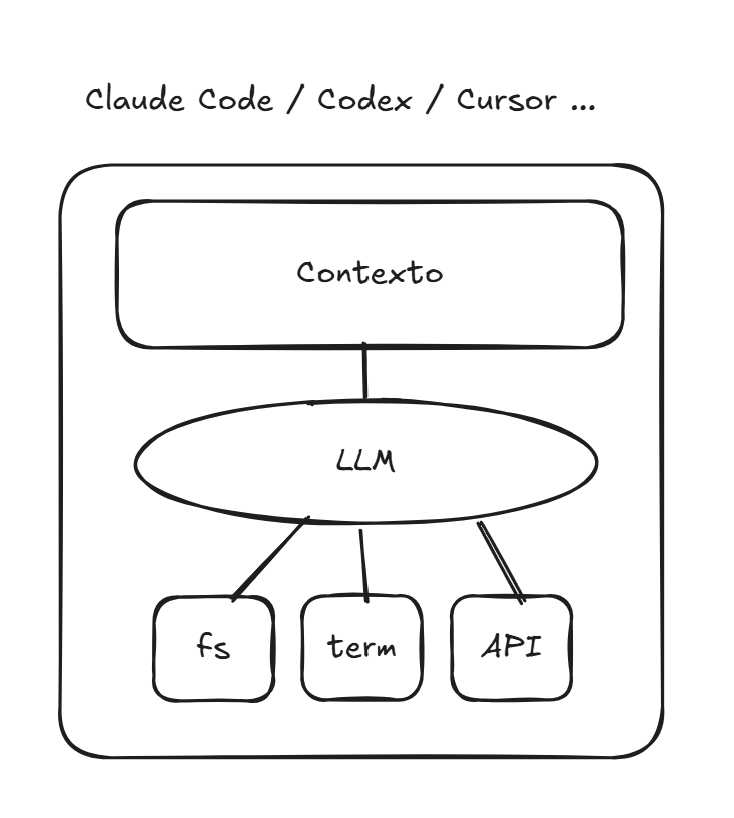 Claude Code / Codex / Cursor ...
Contexto
LLM
fs
term
API